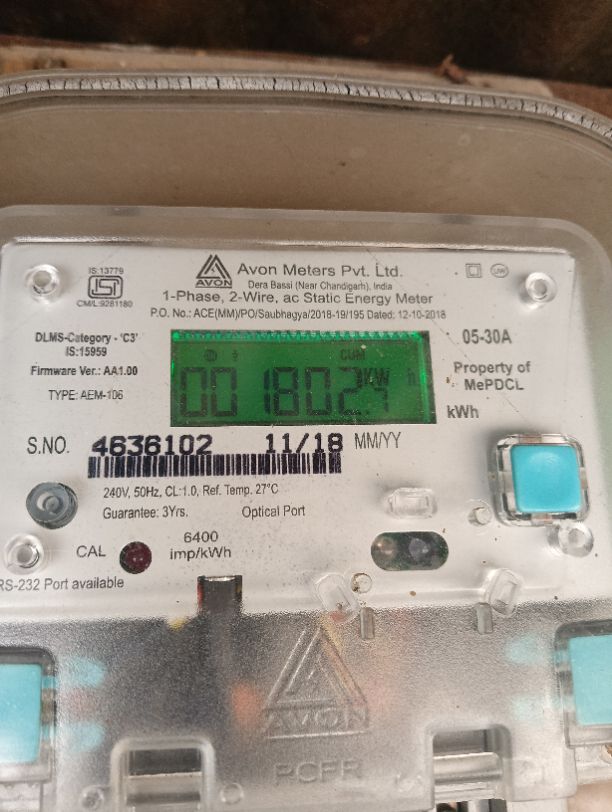 IS:13779
ISI
CM/L:9281180
AVON
Avon Meters Pvt. Ltd.
Dera Bassi (Near Chandigarh), India
1-Phase, 2-Wire, ac Static Energy Meter
P.O. No.: ACE(MM)/PO/Saubhagya/2018-19/195 Dated: 12-10-2018
DLMS-Category - 'C3'
IS:15959
Firmware Ver.: AA1.00
TYPE: AEM-106
CUM
KW h
001802.4
05-30A
Property of
MePDCL
kWh
S.NO. 4636102 11/18 MM/YY
240V, 50Hz, CL:1.0, Ref. Temp. 27°C
Guarantee: 3Yrs. Optical Port
CAL
6400
imp/kWh
RS-232 Port available
AVON